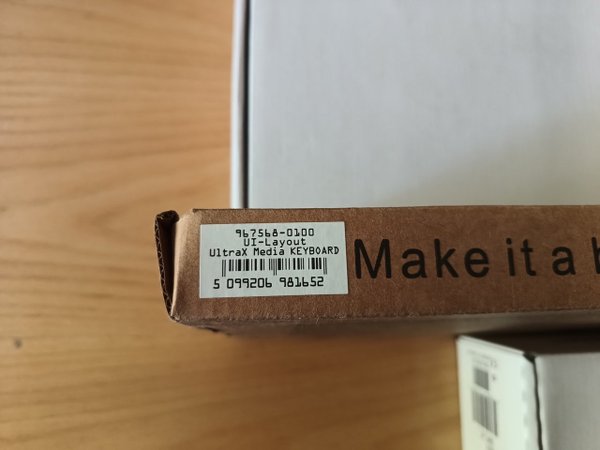 967568-0100
UI-Layout
UltraX Media KEYBOARD
5 099206 981652
Make it a